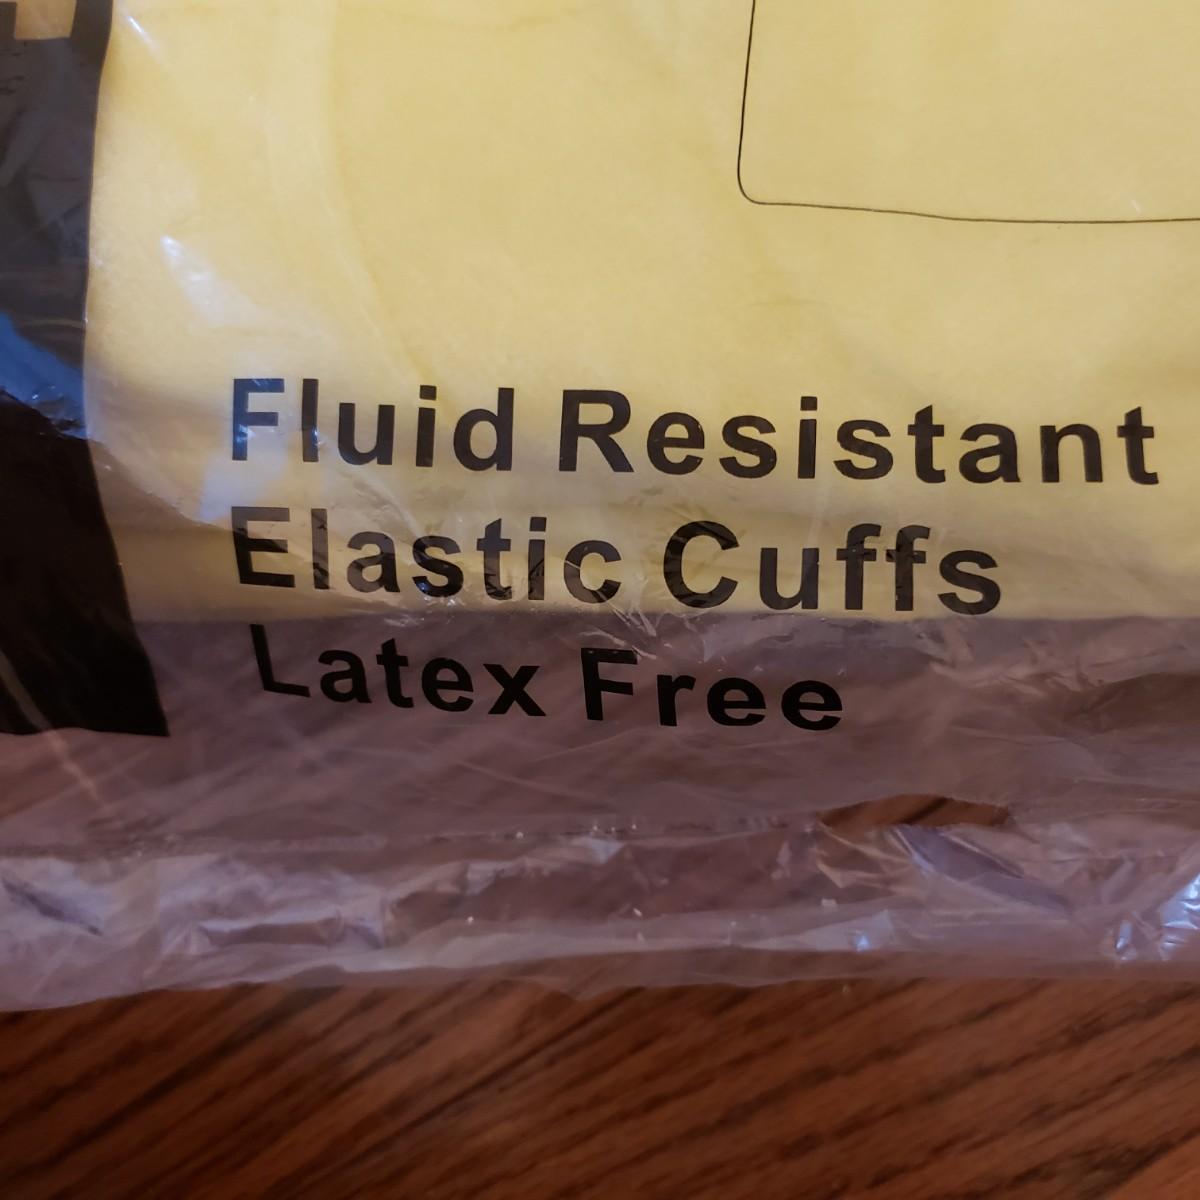 Fluid Resistant
Elastic Cuffs
Latex Free